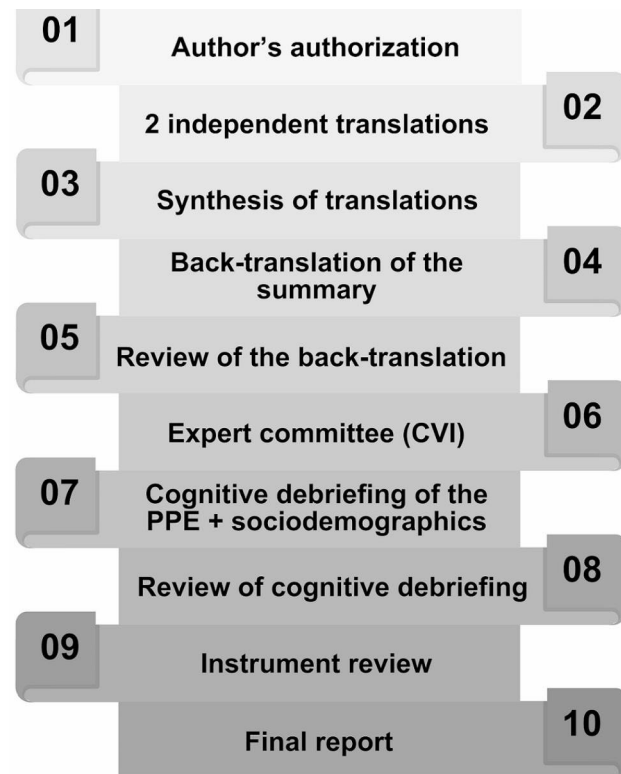 01
Author's authorization
02
2 independent translations
03
Synthesis of translations
04
Back-translation of the
summary
05
Review of the back-translation
06
Expert committee (CVI)
07
Cognitive debriefing of the
PPE + sociodemographics
08
Review of cognitive debriefing
09
Instrument review
10
Final report